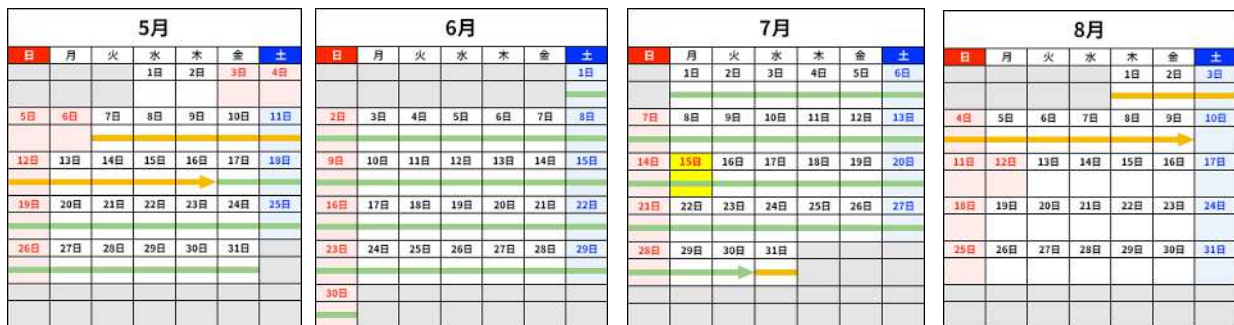 5月
日 月 火 水 木 金 土
1日 2日 3日 4日
5日 6日 7日 8日 9日 10日 11日
12日 13日 14日 15日 16日 17日 18日
19日 20日 21日 22日 23日 24日 25日
26日 27日 28日 29日 30日 31日
6月
日 月 火 水 木 金 土
1日
2日 3日 4日 5日 6日 7日 8日
9日 10日 11日 12日 13日 14日 15日
16日 17日 18日 19日 20日 21日 22日
23日 24日 25日 26日 27日 28日 29日
30日
7月
日 月 火 水 木 金 土
1日 2日 3日 4日 5日 6日
7日 8日 9日 10日 11日 12日 13日
14日 15日 16日 17日 18日 19日 20日
21日 22日 23日 24日 25日 26日 27日
28日 29日 30日 31日
8月
日 月 火 水 木 金 土
1日 2日 3日
4日 5日 6日 7日 8日 9日 10日
11日 12日 13日 14日 15日 16日 17日
18日 19日 20日 21日 22日 23日 24日
25日 26日 27日 28日 29日 30日 31日